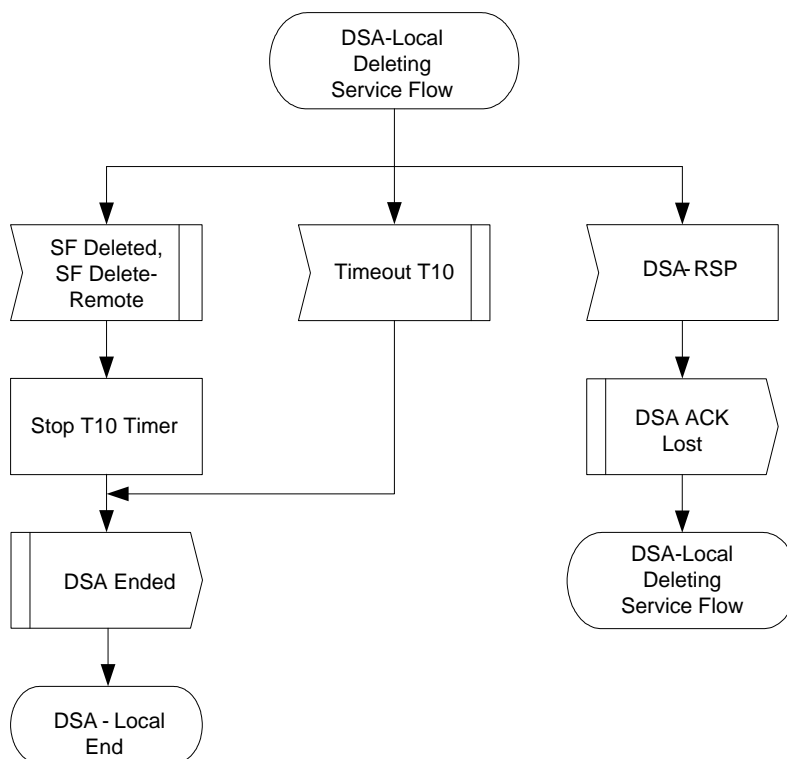 DSA-Local
Deleting
Service Flow
SF Deleted,
SF Delete-
Remote
Timeout T10
DSA-RSP
Stop T10 Timer
DSA ACK
Lost
DSA Ended
DSA-Local
Deleting
Service Flow
DSA - Local
End